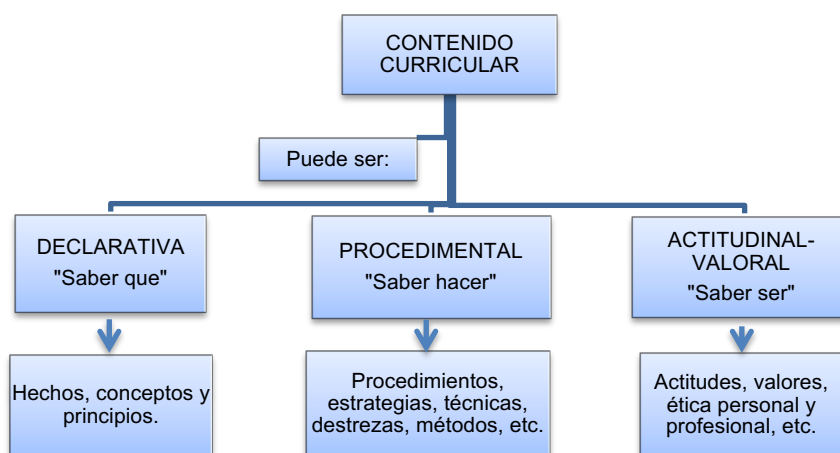 CONTENIDO
CURRICULAR
Puede ser:
DECLARATIVA
"Saber que"
PROCEDIMENTAL
"Saber hacer"
ACTITUDINAL-
VALORAL
"Saber ser"
Hechos, conceptos y
principios.
Procedimientos,
estrategias, técnicas,
destrezas, métodos, etc.
Actitudes, valores,
ética personal y
profesional, etc.